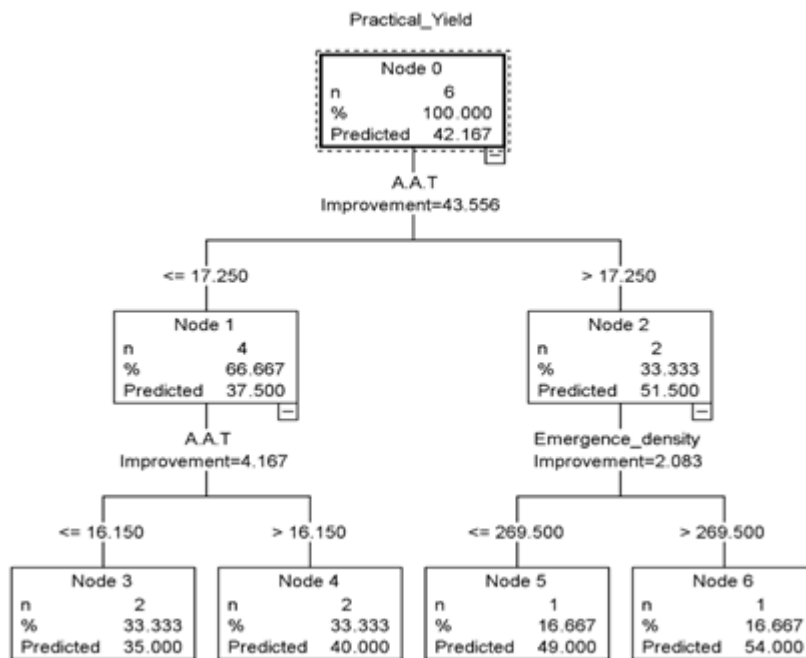 Practical_Yield
Node 0
n 6
% 100.000
Predicted 42.167
A.A.T
Improvement=43.556
<= 17.250
> 17.250
Node 1
n 4
% 66.667
Predicted 37.500
Node 2
n 2
% 33.333
Predicted 51.500
A.A.T
Improvement=4.167
Emergence_density
Improvement=2.083
<= 16.150
> 16.150
<= 269.500
> 269.500
Node 3
n 2
% 33.333
Predicted 35.000
Node 4
n 2
% 33.333
Predicted 40.000
Node 5
n 1
% 16.667
Predicted 49.000
Node 6
n 1
% 16.667
Predicted 54.000